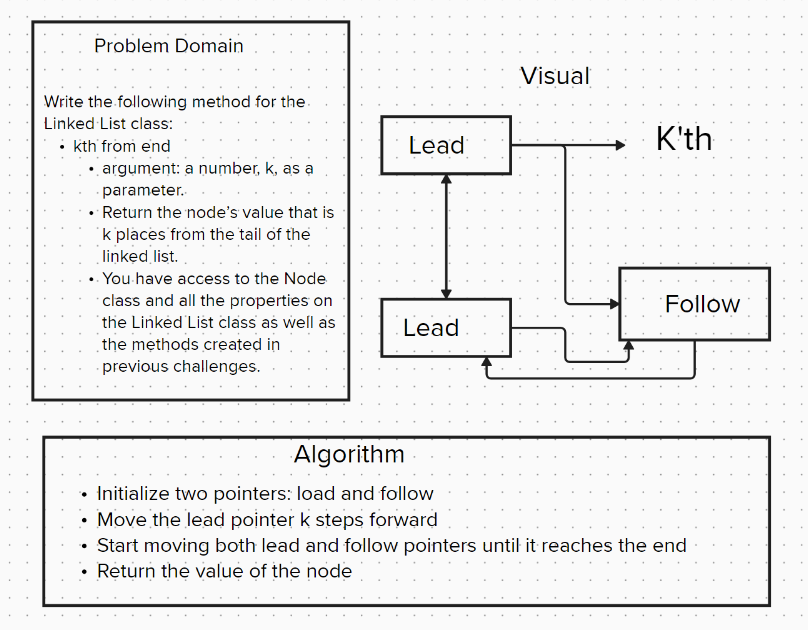 Problem Domain
Write the following method for the
Linked List class:
• kth from end
• argument: a number, k, as a
parameter.
• Return the node's value that is
k places from the tail of the
linked list.
• You have access to the Node
class and all the properties on
the Linked List class as well as
the methods created in
previous challenges.
Visual
Lead
K'th
Follow
Lead
Algorithm
• Initialize two pointers: load and follow
• Move the lead pointer k steps forward
• Start moving both lead and follow pointers until it reaches the end
• Return the value of the node